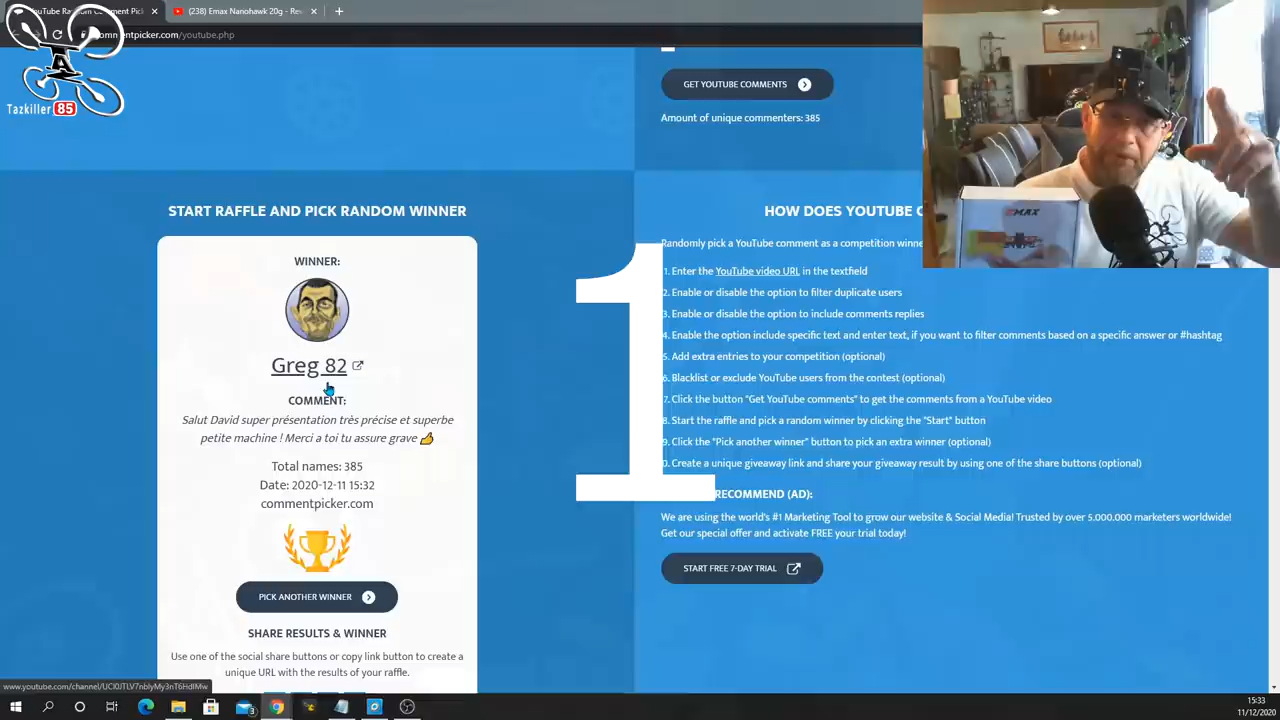 YouTube Random Comment Pick
(238) Emax Nanohawk 20g - Re
commentpicker.com/youtube.php
A
Tazkiller 85
GET YOUTUBE COMMENTS
Amount of unique commenters: 385
EMAX
START RAFFLE AND PICK RANDOM WINNER
WINNER:
Greg 82
COMMENT:
Salut David super présentation très précise et superbe
petite machine ! Merci a toi tu assure grave 👍
Total names: 385
Date: 2020-12-11 15:32
commentpicker.com
PICK ANOTHER WINNER
SHARE RESULTS & WINNER
Use one of the social share buttons or copy link button to create a
unique URL with the results of your raffle.
1
HOW DOES YOUTUBE C
Randomly pick a YouTube comment as a competition winne
1. Enter the YouTube video URL in the textfield
2. Enable or disable the option to filter duplicate users
3. Enable or disable the option to include comments replies
4. Enable the option include specific text and enter text, if you want to filter comments based on a specific answer or #hashtag
5. Add extra entries to your competition (optional)
6. Blacklist or exclude YouTube users from the contest (optional)
7. Click the button "Get YouTube comments" to get the comments from a YouTube video
8. Start the raffle and pick a random winner by clicking the "Start" button
9. Click the "Pick another winner" button to pick an extra winner (optional)
0. Create a unique giveaway link and share your giveaway result by using one of the share buttons (optional)
RECOMMEND (AD):
We are using the world's #1 Marketing Tool to grow our website & Social Media! Trusted by over 5.000.000 marketers worldwide!
Get our special offer and activate FREE your trial today!
START FREE 7-DAY TRIAL
15:33
11/12/2020